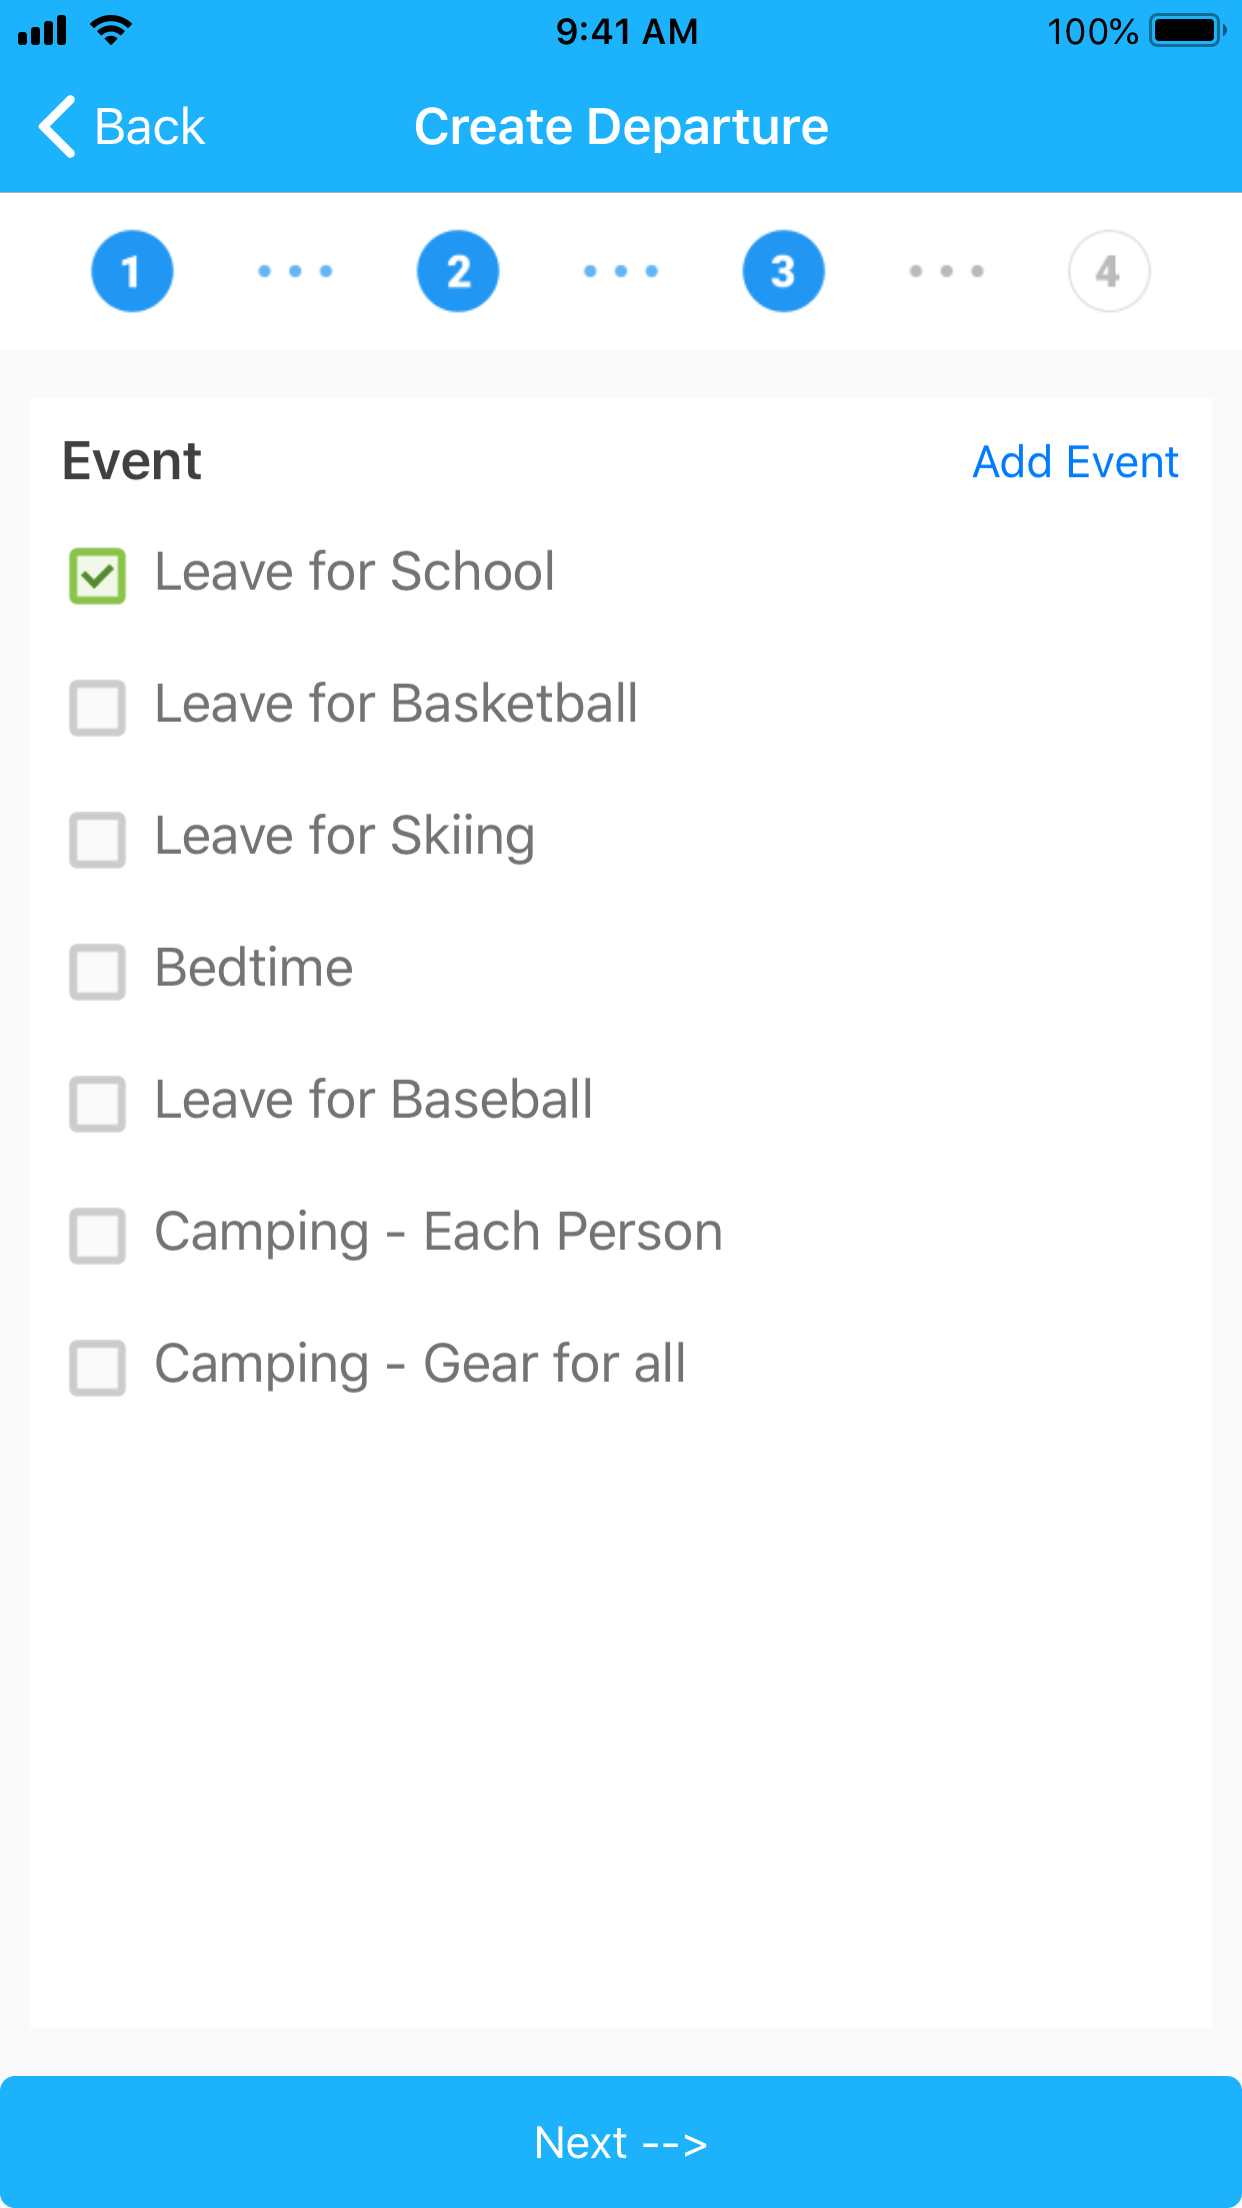 9:41 AM 100%
Back Create Departure
1 2 3 4
Event Add Event
Leave for School
Leave for Basketball
Leave for Skiing
Bedtime
Leave for Baseball
Camping - Each Person
Camping - Gear for all
Next -->